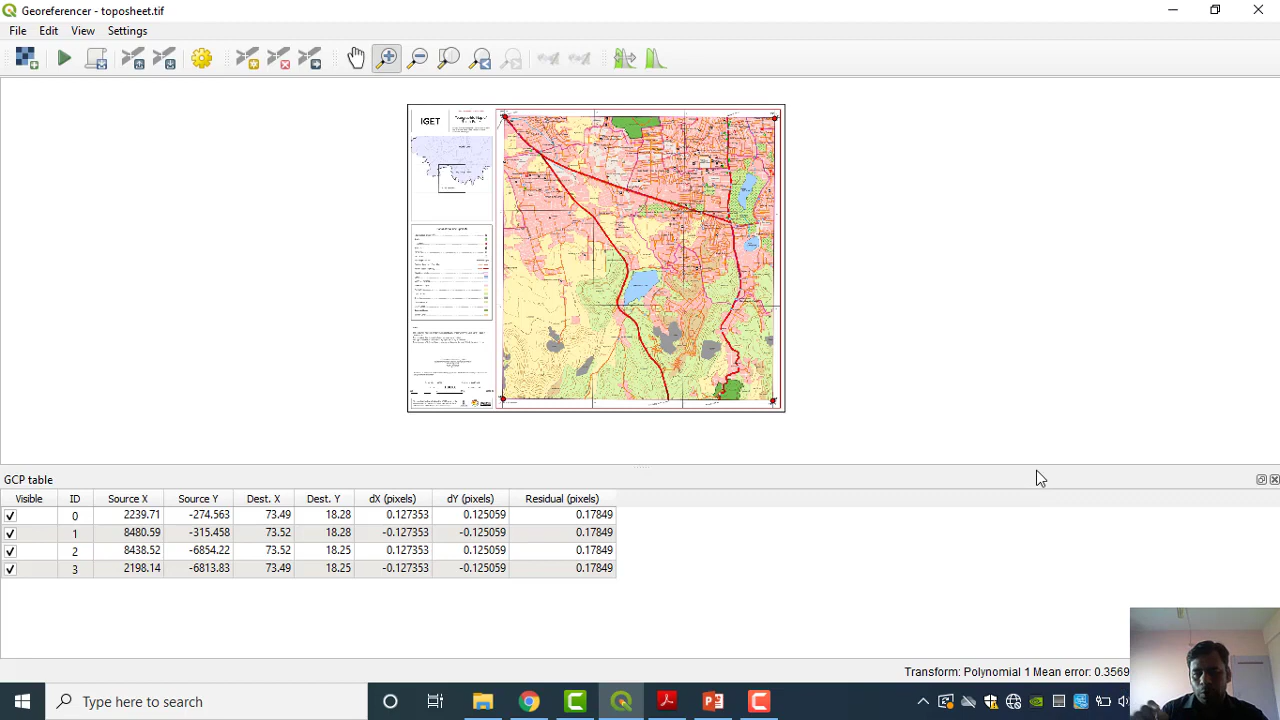 Georeferencer - toposheet.tif
File Edit View Settings
IGET
GCP table
Visible ID Source X Source Y Dest. X Dest. Y dX (pixels) dY (pixels) Residual (pixels)
0 2239.71 -274.563 73.49 18.28 0.127353 0.125059 0.17849
1 8480.59 -315.458 73.52 18.28 -0.127353 -0.125059 0.17849
2 8438.52 -6854.22 73.52 18.25 0.127353 0.125059 0.17849
3 2198.14 -6813.83 73.49 18.25 -0.127353 -0.125059 0.17849
Transform: Polynomial 1 Mean error: 0.3569
Type here to search